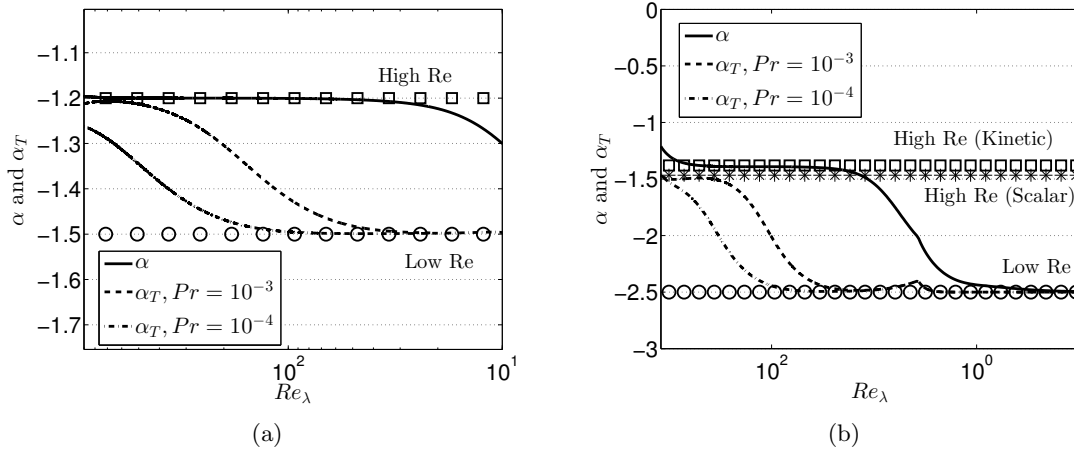 −1.1
−1.2
−1.3
−1.4
−1.5
−1.6
−1.7
α and α_T
High Re
Low Re
α
α_T, Pr = 10^{-3}
α_T, Pr = 10^{-4}
10^2
10^1
Re_λ
(a)
0
−0.5
−1
−1.5
−2
−2.5
−3
α and α_T
α
α_T, Pr = 10^{-3}
α_T, Pr = 10^{-4}
High Re (Kinetic)
High Re (Scalar)
Low Re
10^2
10^0
Re_λ
(b)